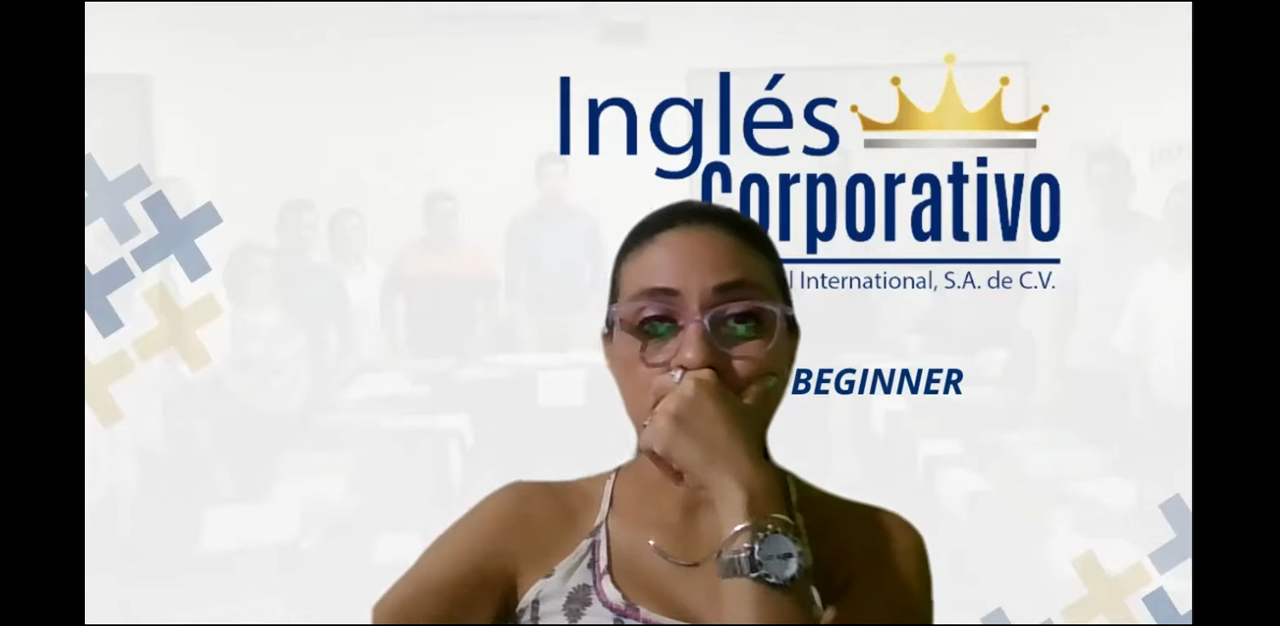 Inglés
Corporativo
International, S.A. de C.V.
BEGINNER